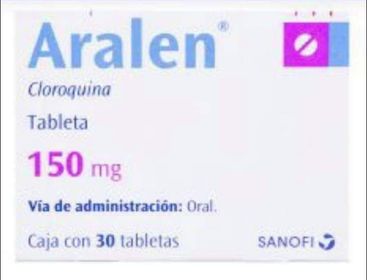 Aralen®
Cloroquina
Tableta
150 mg
Vía de administración: Oral.
Caja con 30 tabletas
SANOFI